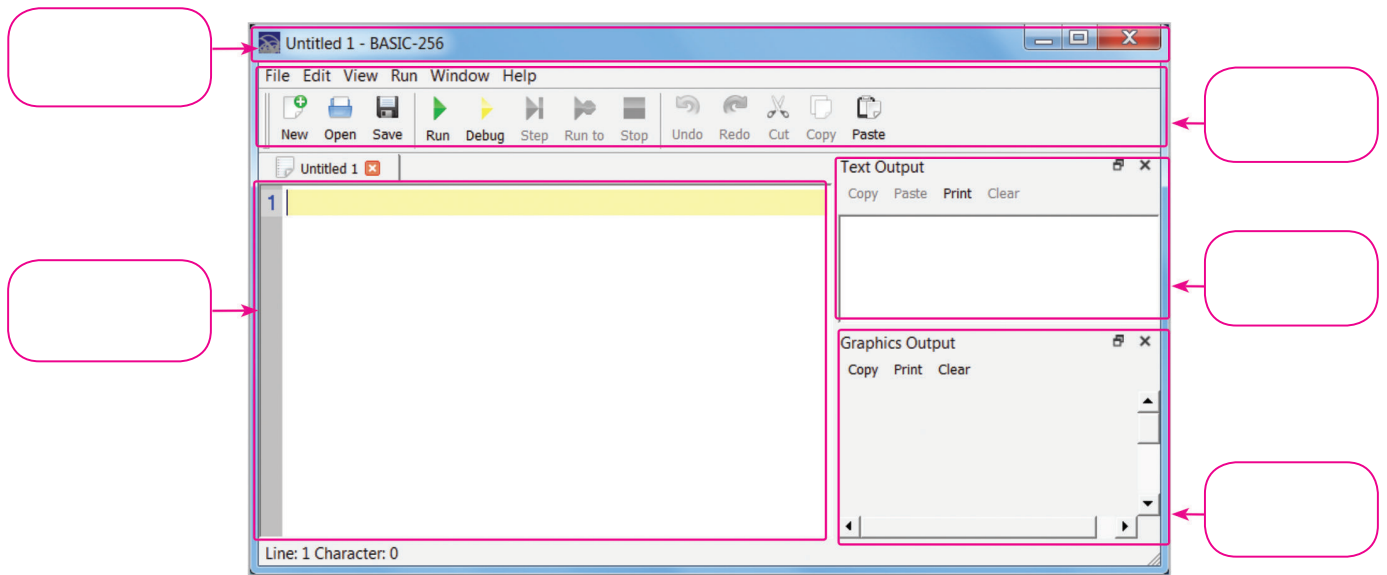 Untitled 1 - BASIC-256
File Edit View Run Window Help
New Open Save Run Debug Step Run to Stop Undo Redo Cut Copy Paste
Untitled 1
1
Text Output
Copy Paste Print Clear
Graphics Output
Copy Print Clear
Line: 1 Character: 0